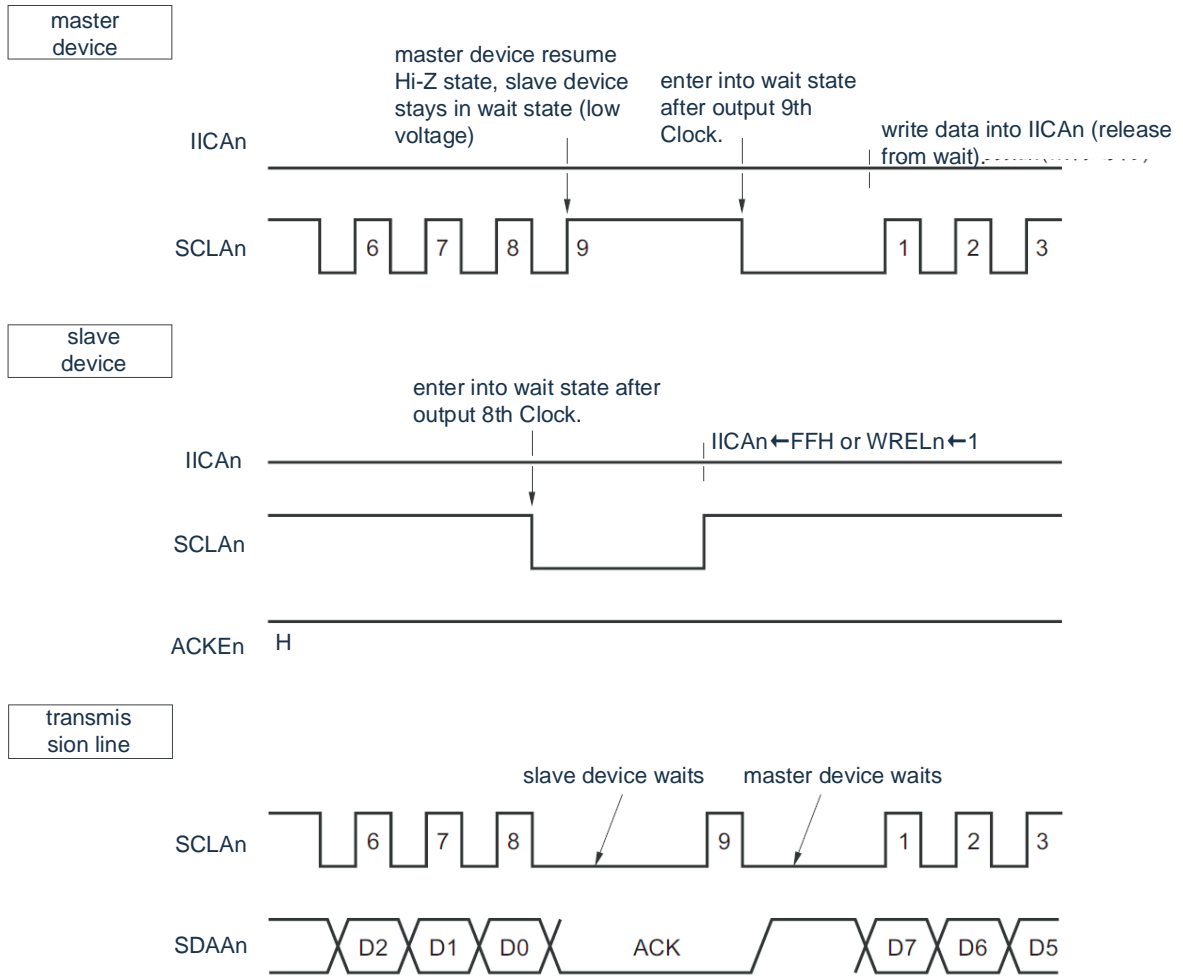 master
device
master device resume
Hi-Z state, slave device
stays in wait state (low
voltage)
enter into wait state
after output 9th
Clock.
write data into IICAn (release
from wait).
IICAn
SCLAn
6 7 8 9 1 2 3
slave
device
enter into wait state after
output 8th Clock.
IICAn←FFH or WRELn←1
IICAn
SCLAn
ACKEn H
transmis
sion line
slave device waits master device waits
SCLAn 6 7 8 9 1 2 3
SDAAn D2 D1 D0 ACK D7 D6 D5